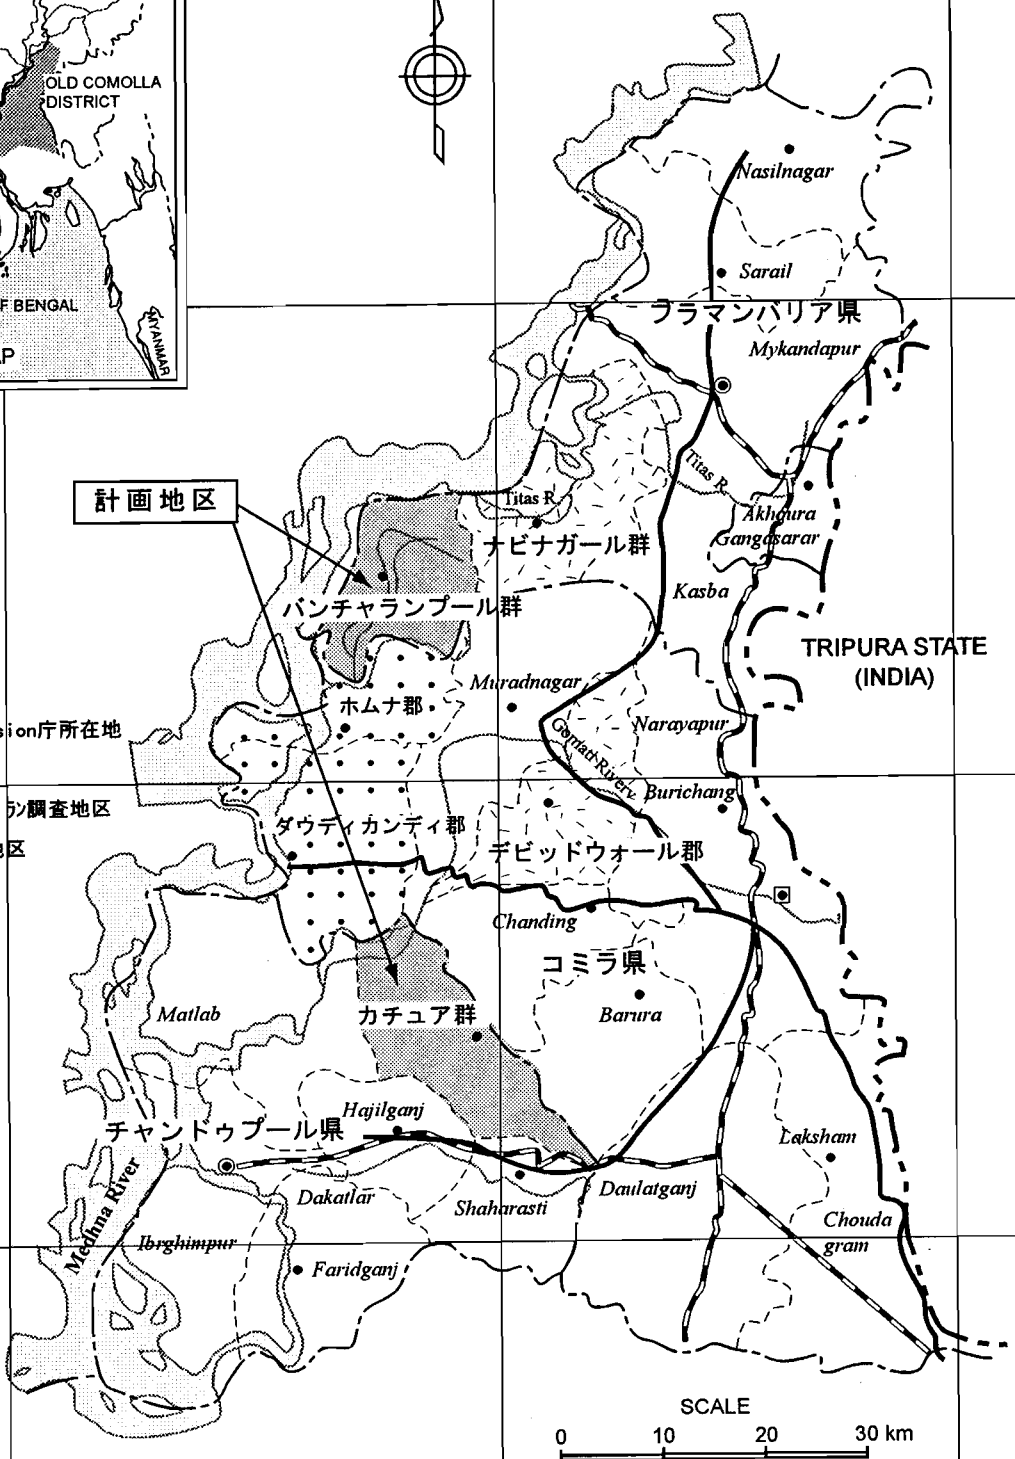 OLD COMOLLA
DISTRICT
F BENGAL
MYANMAR
AP
Nasilnagar
Sarail
ブラマンバリア県
Mykandapur
計画地区
Titas R.
Titas R.
Akhoura
Gangasarar
ナビナガール群
Kasba
バンチャランプール群
TRIPURA STATE
(INDIA)
Muradnagar
ホムナ郡
sion庁所在地
Narayapur
Gomati River
Burichang
ラン調査地区
区
ダウディカンディ郡
デビッドウォール郡
Chanding
コミラ県
Matlab
カチュア群
Barura
Hajilganj
チャントゥプール県
Laksham
Dakatlar
Shaharasti
Daulatganj
Medhna River
Ibrghimpur
Chouda
gram
Faridganj
SCALE
0 10 20 30 km